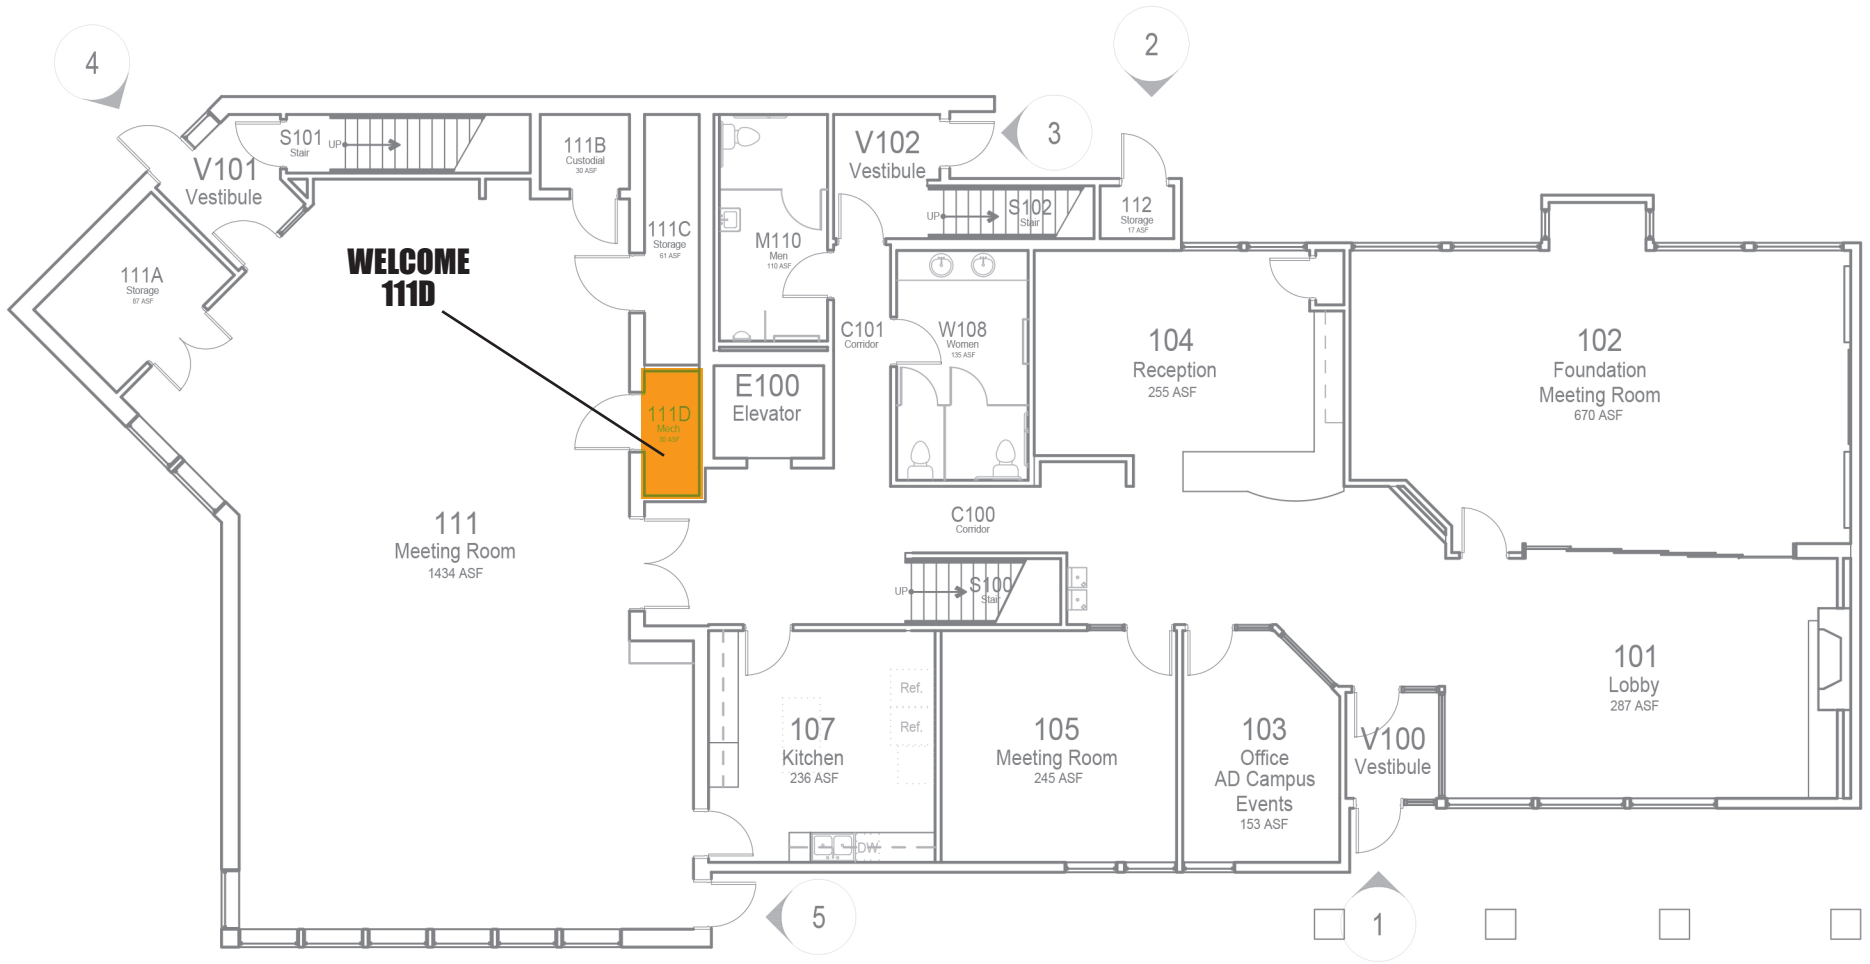 4
2
3
S101
Stair
UP
V101
Vestibule
111B
Custodial
30 ASF
V102
Vestibule
UP
S102
Stair
112
Storage
17 ASF
111C
Storage
61 ASF
M110
Men
110 ASF
WELCOME
111D
111A
Storage
87 ASF
C101
Corridor
W108
Women
135 ASF
104
Reception
255 ASF
102
Foundation
Meeting Room
670 ASF
E100
Elevator
111D
Mech
30 ASF
111
Meeting Room
1434 ASF
C100
Corridor
UP
S100
Stair
101
Lobby
287 ASF
Ref.
Ref.
107
Kitchen
236 ASF
DW
105
Meeting Room
245 ASF
103
Office
AD Campus
Events
153 ASF
V100
Vestibule
5
1